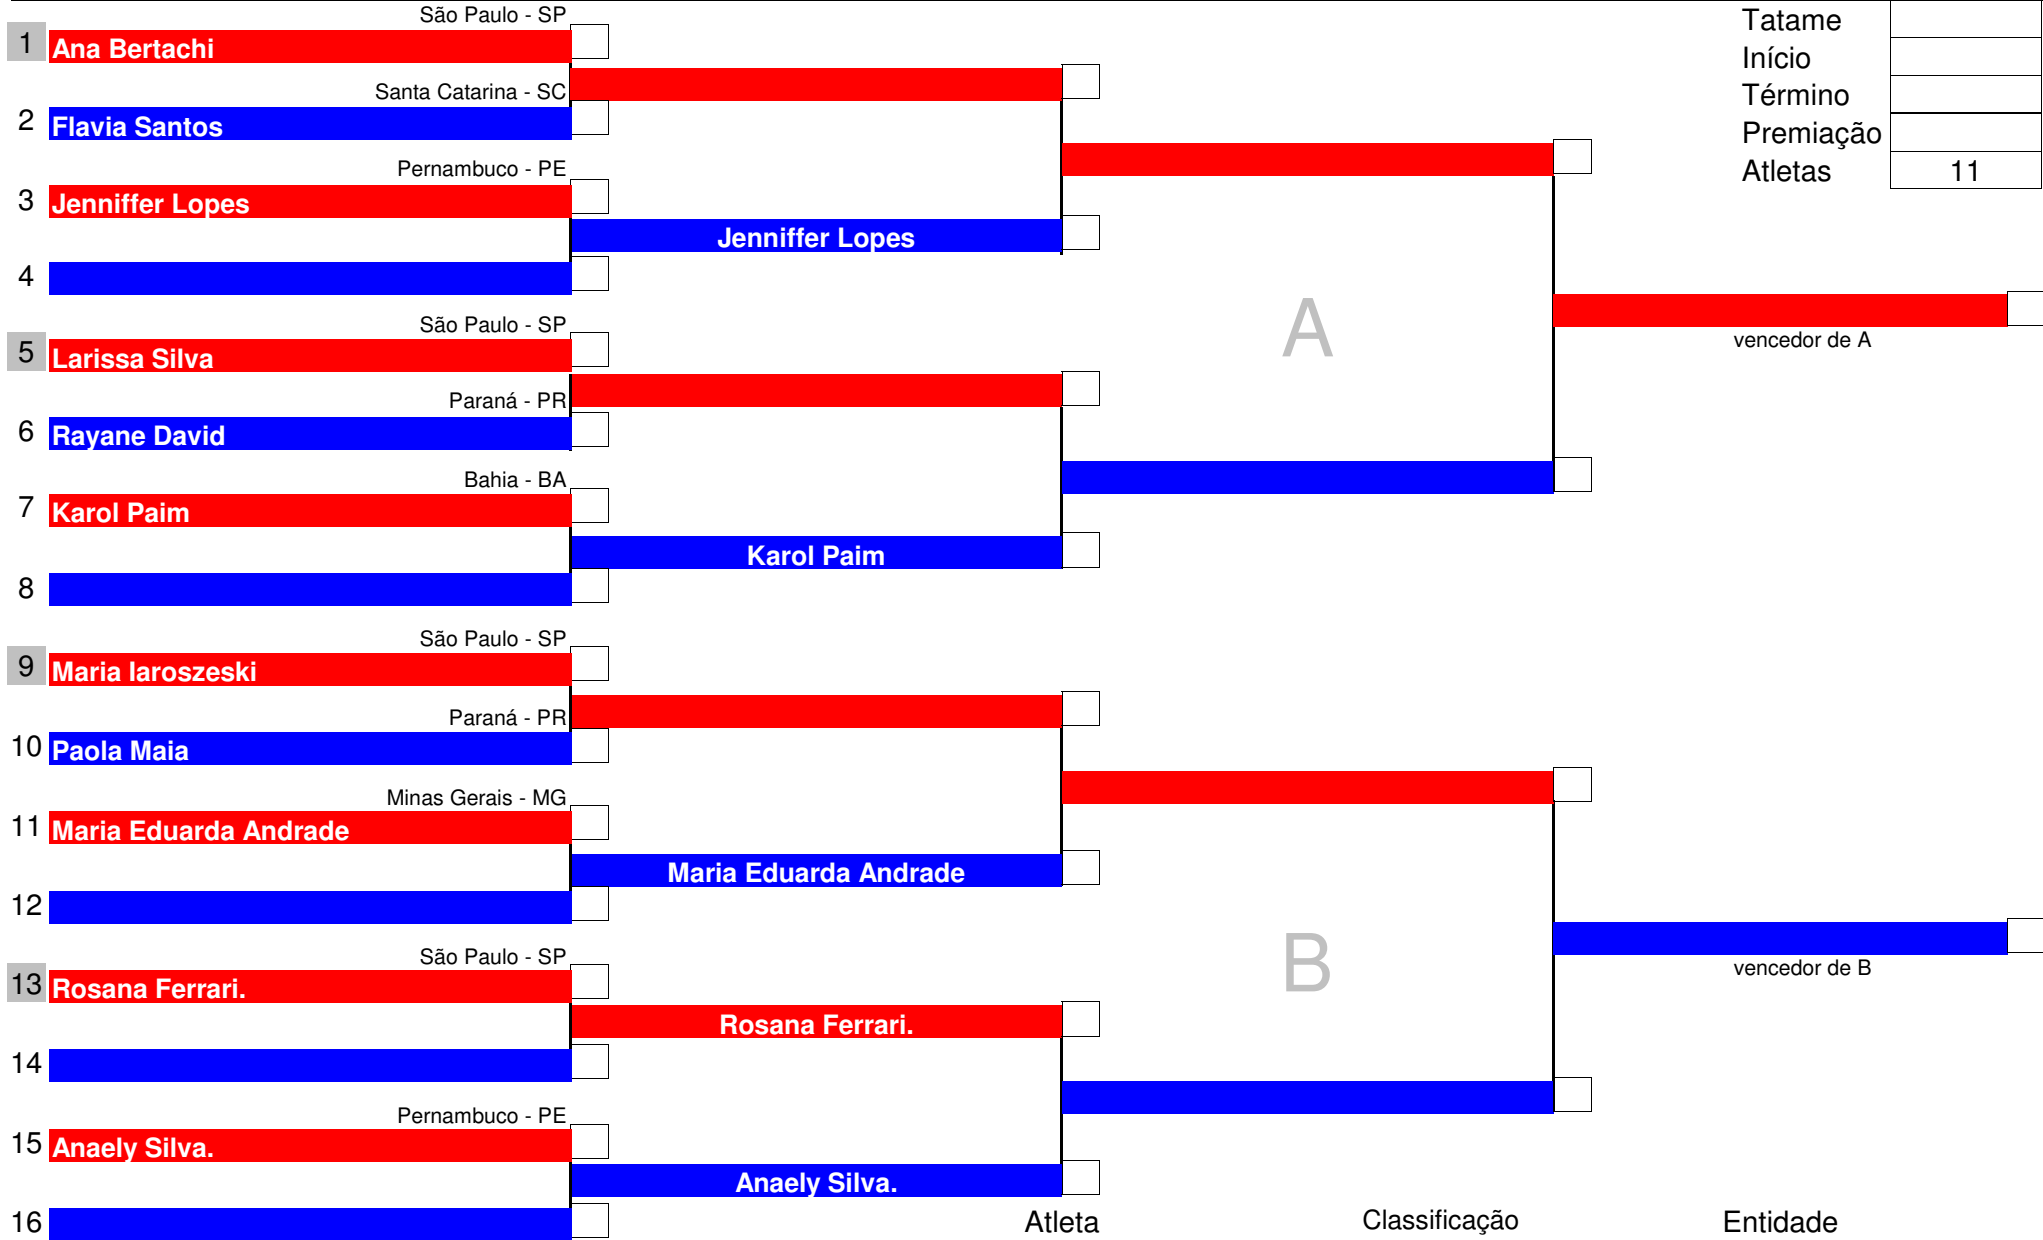 São Paulo - SP
1 Ana Bertachi
Santa Catarina - SC
2 Flavia Santos
Pernambuco - PE
3 Jenniffer Lopes
Jenniffer Lopes
4
São Paulo - SP
5 Larissa Silva
Paraná - PR
6 Rayane David
Bahia - BA
7 Karol Paim
Karol Paim
8
São Paulo - SP
9 Maria Iaroszeski
Paraná - PR
10 Paola Maia
Minas Gerais - MG
11 Maria Eduarda Andrade
Maria Eduarda Andrade
12
São Paulo - SP
13 Rosana Ferrari.
Rosana Ferrari.
14
Pernambuco - PE
15 Anaely Silva.
Anaely Silva.
16
A
B
vencedor de A
vencedor de B
Tatame
Início
Término
Premiação
Atletas 11
Atleta Classificação Entidade